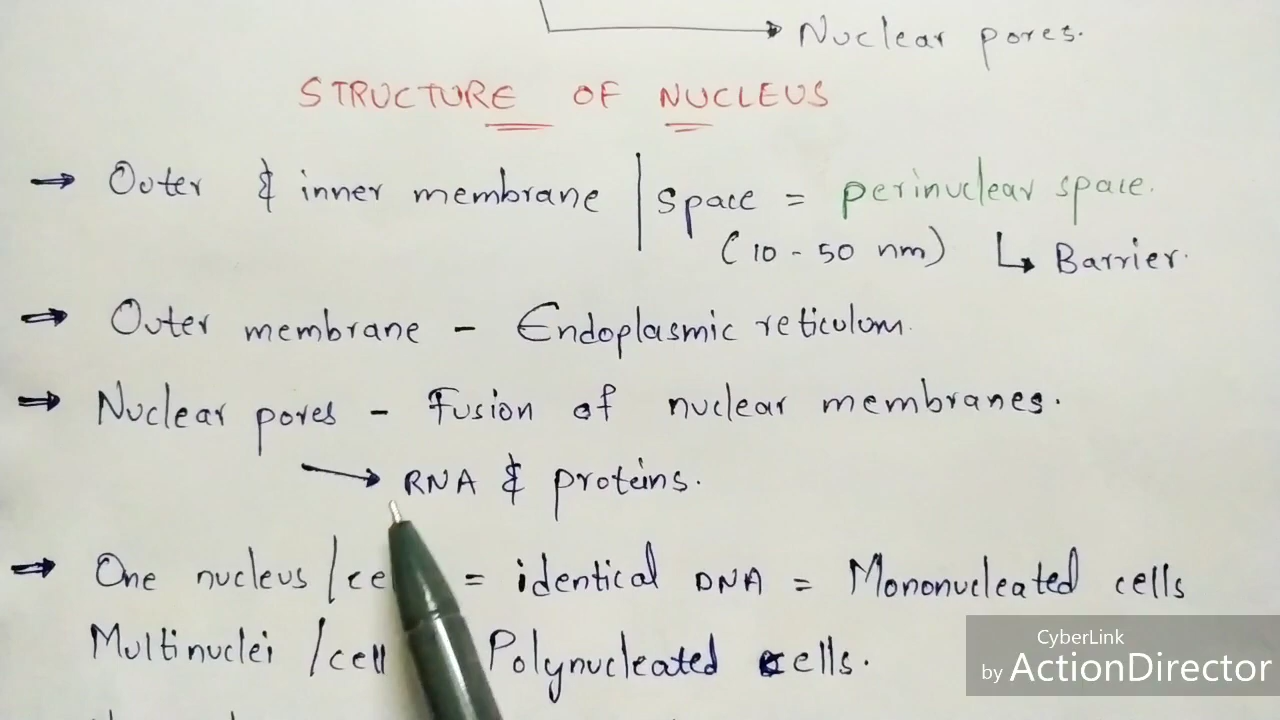 → Nuclear pores.
STRUCTURE OF NUCLEUS
→ Outer & inner membrane | Space = perinuclear space.
(10 - 50 nm) ↳ Barrier.
→ Outer membrane - Endoplasmic reticulum.
→ Nuclear pores - Fusion of nuclear membranes.
→ RNA & proteins.
→ One nucleus / = identical DNA = Mononucleated cells
Multinuclei / cell Polynucleated cells.
CyberLink
by ActionDirector